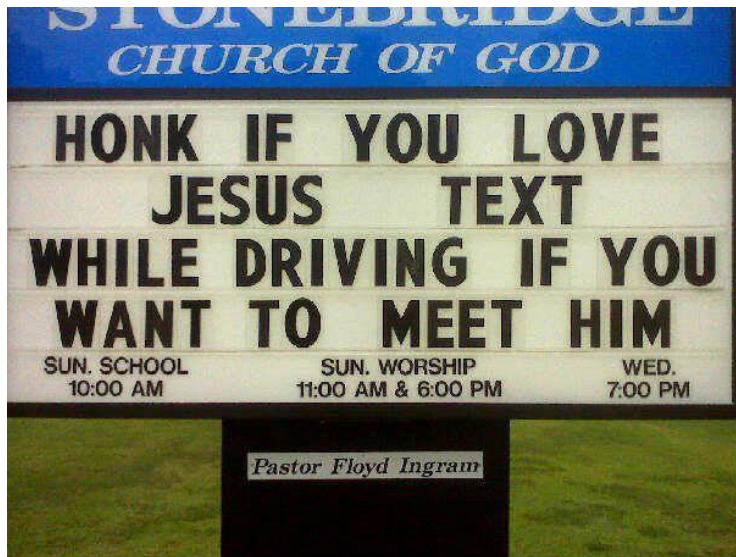 STONEBRIDGE
CHURCH OF GOD
HONK IF YOU LOVE
JESUS TEXT
WHILE DRIVING IF YOU
WANT TO MEET HIM
SUN. SCHOOL SUN. WORSHIP WED.
10:00 AM 11:00 AM & 6:00 PM 7:00 PM
Pastor Floyd Ingram